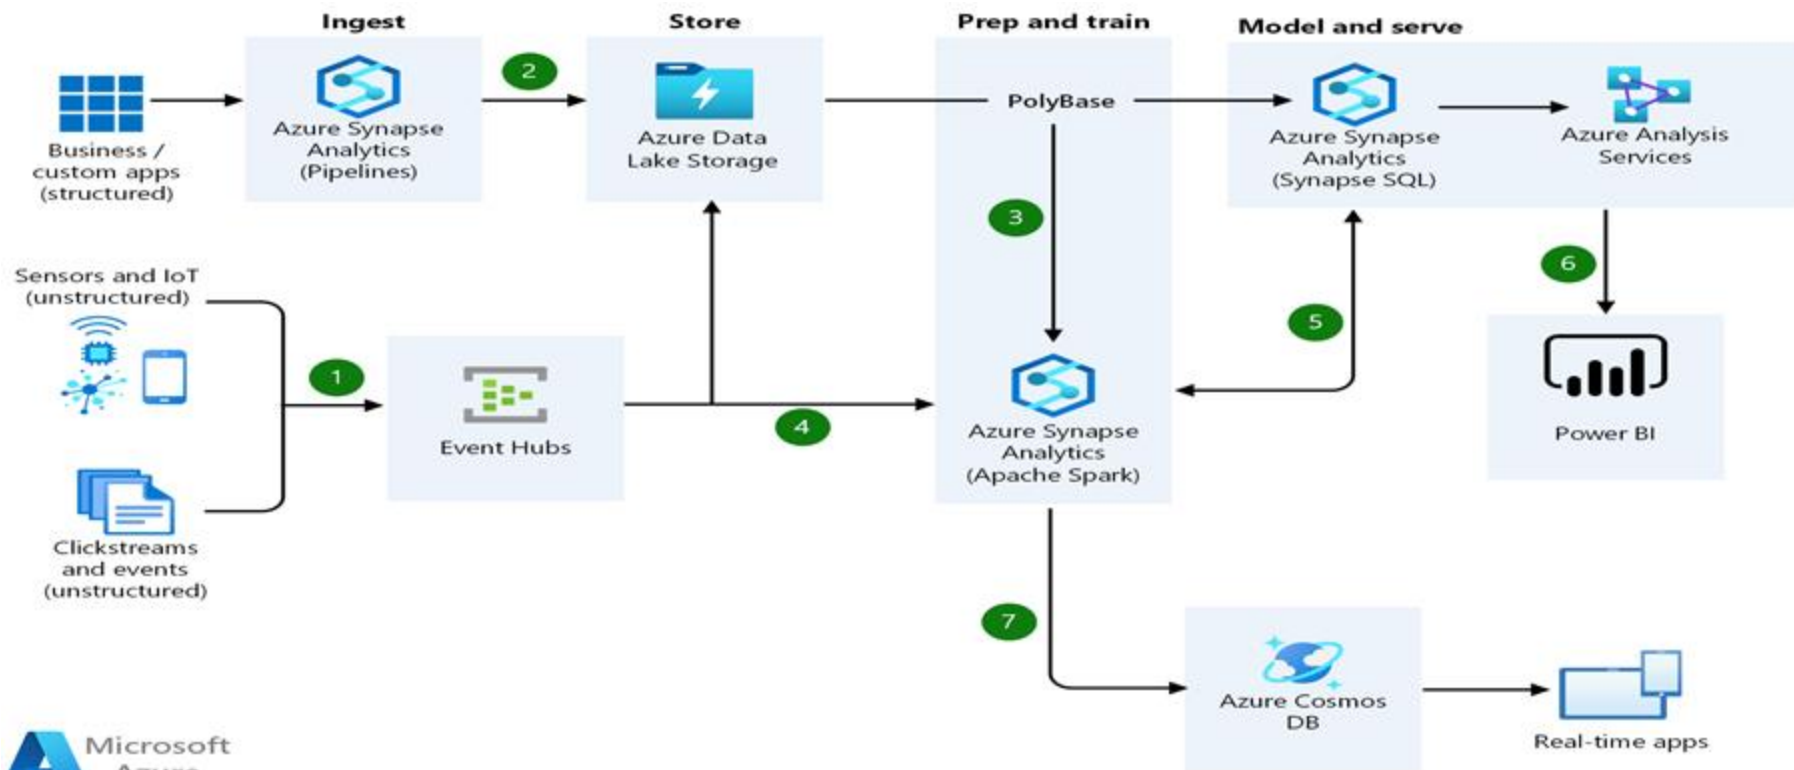 Ingest
Store
Prep and train
Model and serve
2
Business /
custom apps
(structured)
Azure Synapse
Analytics
(Pipelines)
Azure Data
Lake Storage
PolyBase
Azure Synapse
Analytics
(Synapse SQL)
Azure Analysis
Services
3
Sensors and IoT
(unstructured)
6
5
1
4
Event Hubs
Azure Synapse
Analytics
(Apache Spark)
Power BI
Clickstreams
and events
(unstructured)
7
Azure Cosmos
DB
Real-time apps
Microsoft
Azure